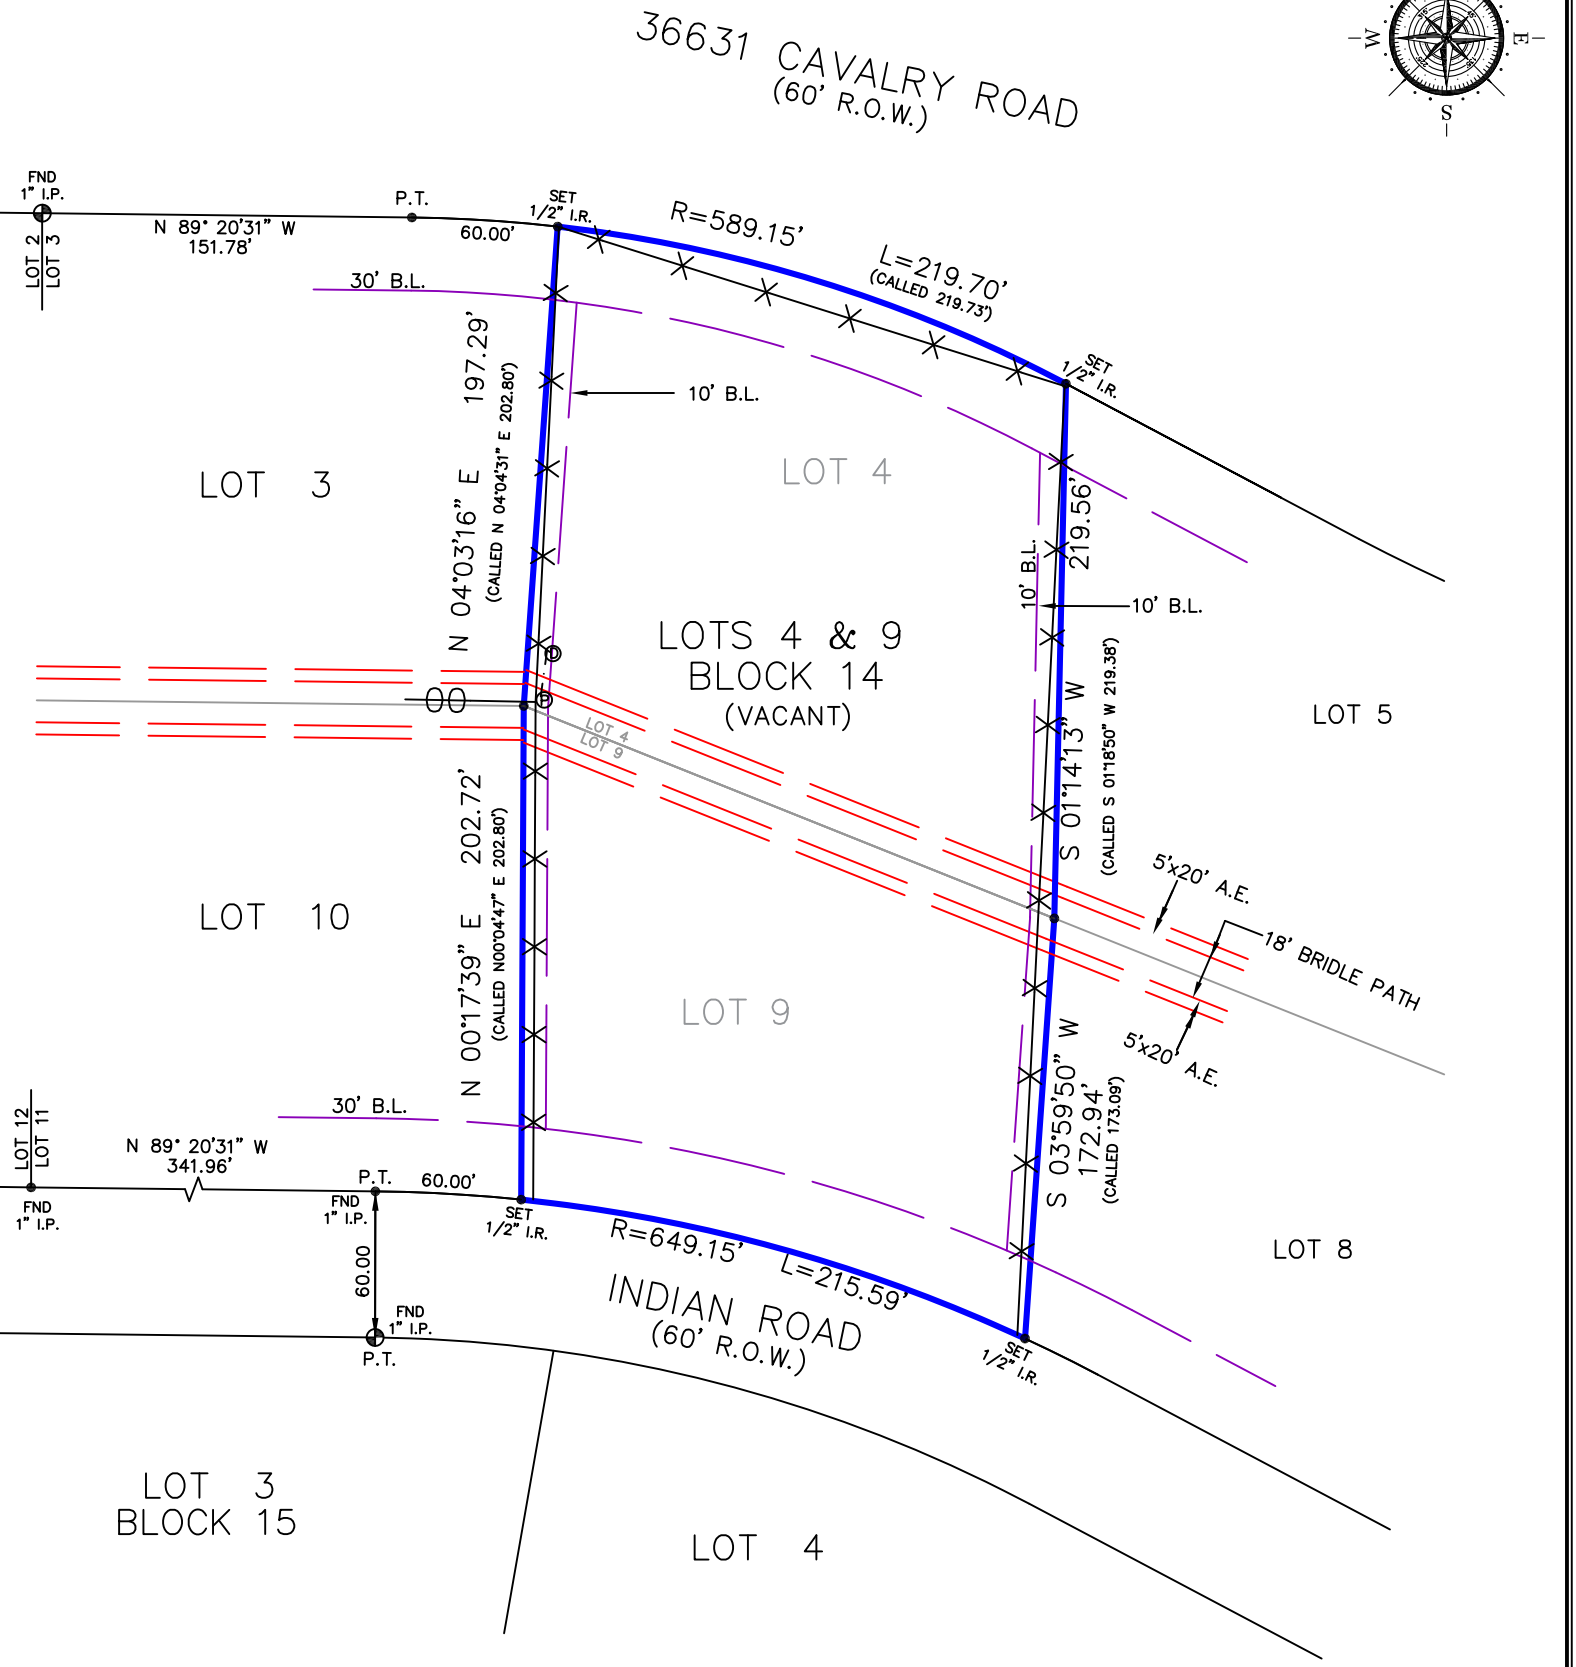 36631 CAVALRY ROAD
(60' R.O.W.)
W
E
S
FND
1" I.P.
LOT 2
LOT 3
N 89° 20'31" W
151.78'
P.T.
60.00'
SET
1/2" I.R.
R=589.15'
L=219.70'
(CALLED 219.73')
SET
1/2" I.R.
30' B.L.
10' B.L.
N 04°03'16" E 197.29'
(CALLED N 04°04'31" E 202.80')
LOT 3
LOT 4
219.56'
S 01°14'13" W
(CALLED S 01°18'50" W 219.38')
10' B.L.
10' B.L.
LOTS 4 & 9
BLOCK 14
(VACANT)
LOT 5
D
P
LOT 4
LOT 9
N 00°17'39" E 202.72'
(CALLED N00°04'47" E 202.80')
LOT 10
LOT 9
5'x20' A.E.
18' BRIDLE PATH
5'x20' A.E.
S 03°59'50" W
172.94'
(CALLED 173.09')
30' B.L.
LOT 12
LOT 11
N 89° 20'31" W
341.96'
FND
1" I.P.
P.T.
FND
1" I.P.
60.00'
SET
1/2" I.R.
R=649.15'
L=215.59'
LOT 8
60.00
FND
1" I.P.
P.T.
INDIAN ROAD
(60' R.O.W.)
SET
1/2" I.R.
LOT 3
BLOCK 15
LOT 4